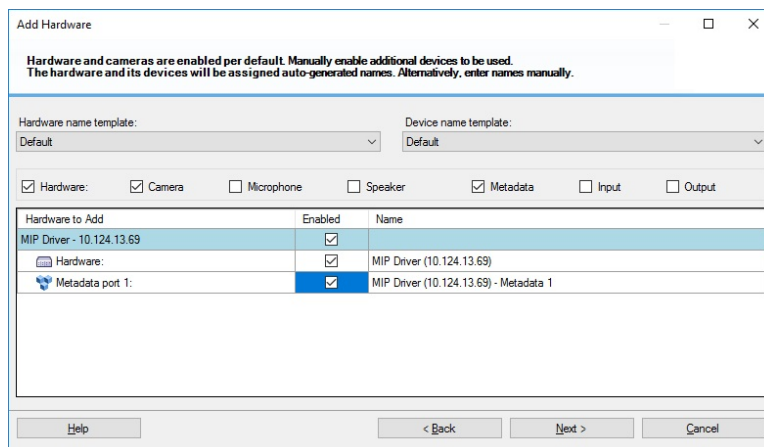 Add Hardware
Hardware and cameras are enabled per default. Manually enable additional devices to be used.
The hardware and its devices will be assigned auto-generated names. Alternatively, enter names manually.
Hardware name template:
Device name template:
Default
Default
Hardware: Camera Microphone Speaker Metadata Input Output
Hardware to Add Enabled Name
MIP Driver - 10.124.13.69
Hardware: MIP Driver (10.124.13.69)
Metadata port 1: MIP Driver (10.124.13.69) - Metadata 1
Help < Back Next > Cancel